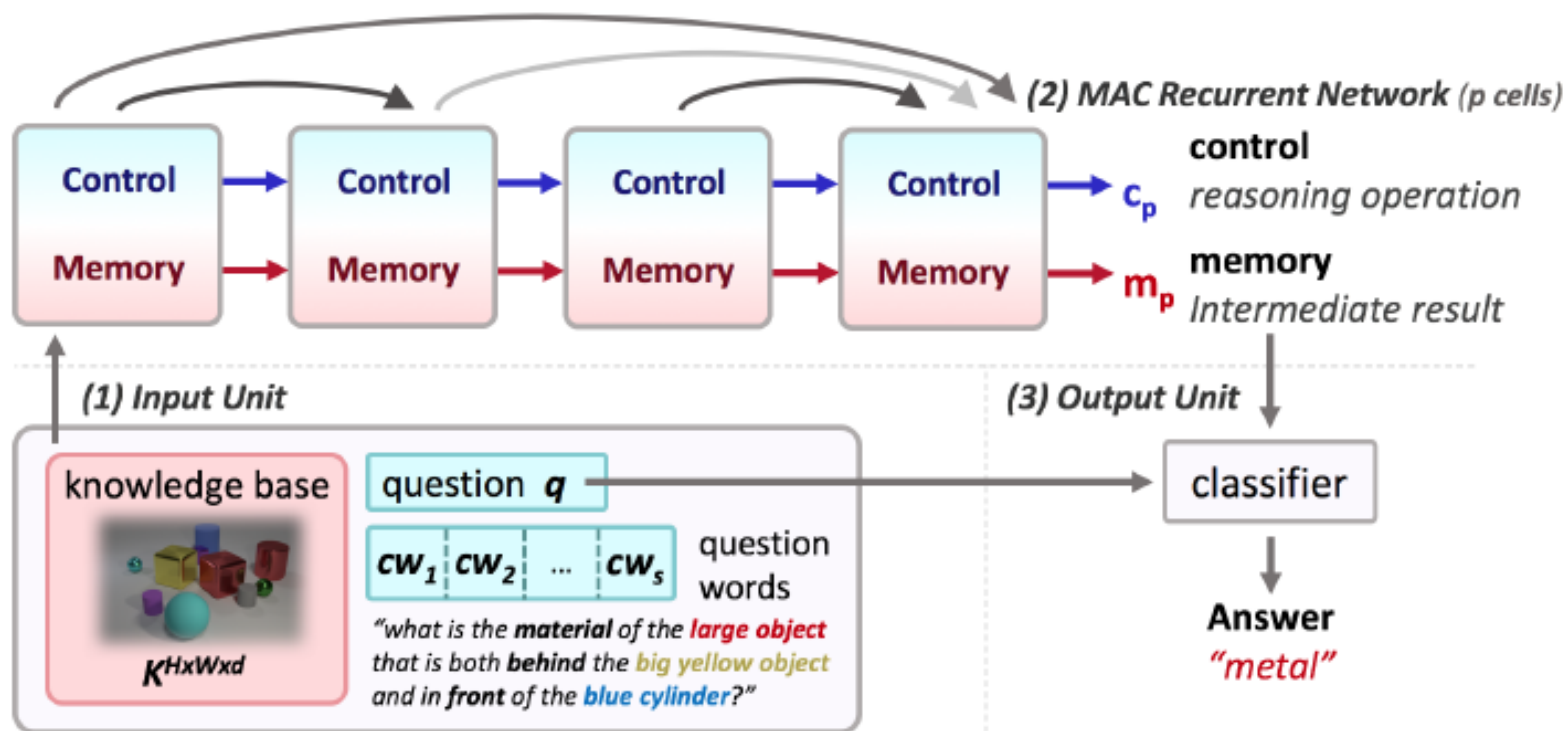 (2) MAC Recurrent Network (p cells)
Control
Memory
Control
Memory
Control
Memory
Control
Memory
cp
control
reasoning operation
mp
memory
Intermediate result
(1) Input Unit
knowledge base
KHxWxd
question q
cw1 cw2 ... cws
question
words
“what is the material of the large object
that is both behind the big yellow object
and in front of the blue cylinder?”
(3) Output Unit
classifier
Answer
“metal”